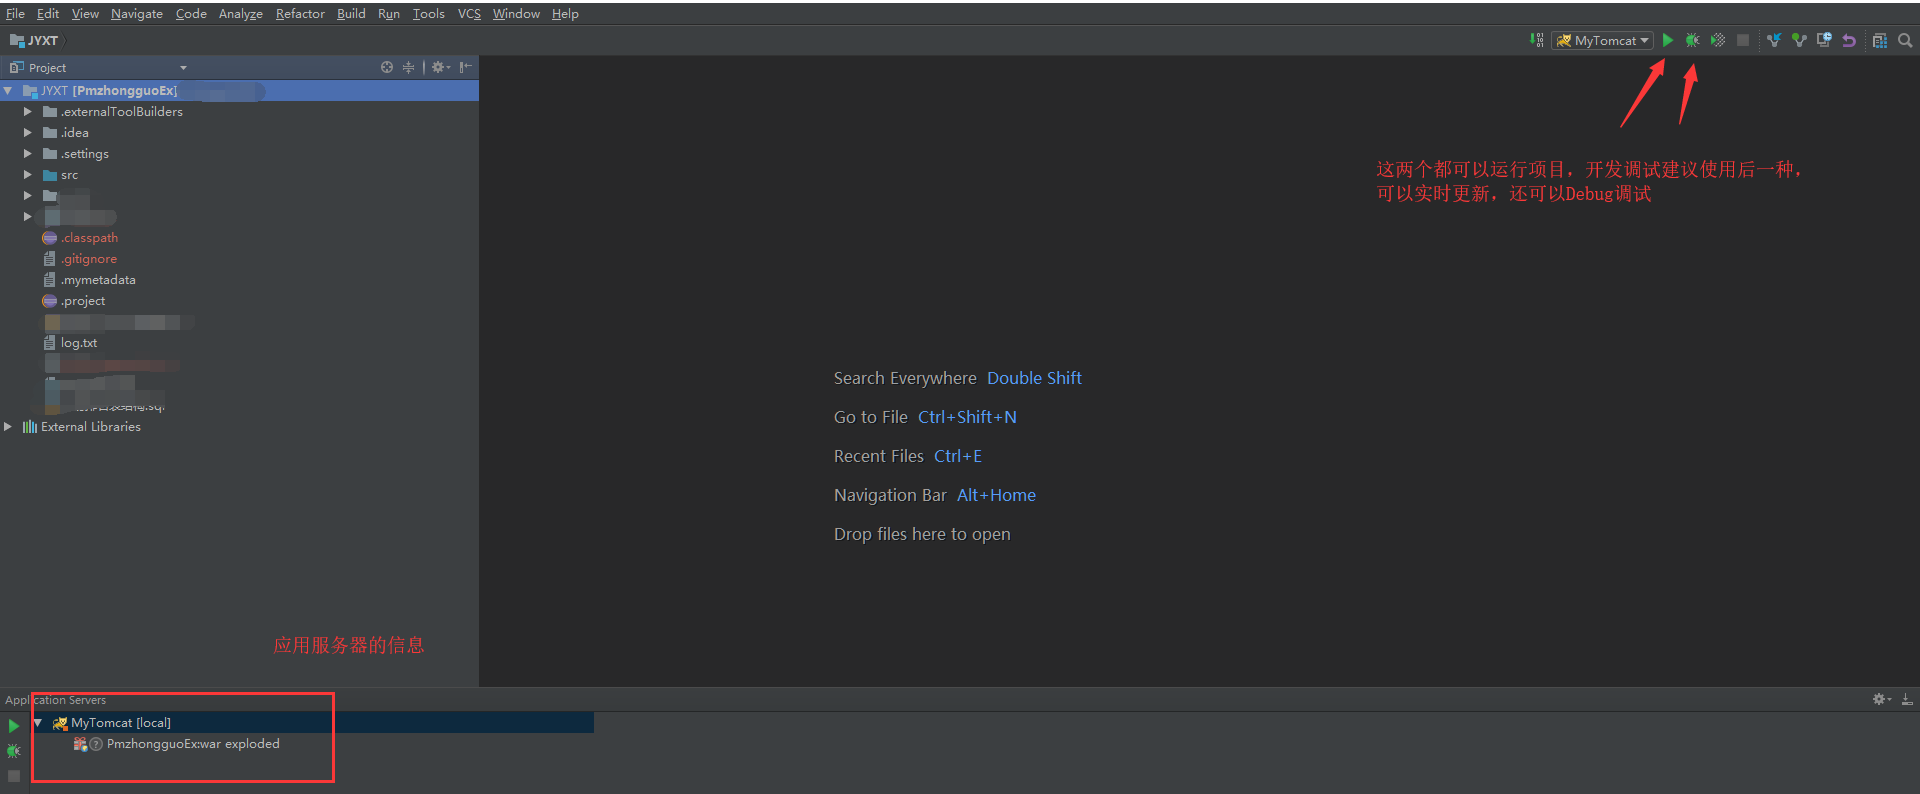 File Edit View Navigate Code Analyze Refactor Build Run Tools VCS Window Help
JYXT
MyTomcat
Project
JYXT [PmzhongguoEx]
.externalToolBuilders
.idea
.settings
src
.classpath
.gitignore
.mymetadata
.project
log.txt
External Libraries
这两个都可以运行项目，开发调试建议使用后一种，
可以实时更新，还可以Debug调试
Search Everywhere Double Shift
Go to File Ctrl+Shift+N
Recent Files Ctrl+E
Navigation Bar Alt+Home
Drop files here to open
应用服务器的信息
Application Servers
MyTomcat [local]
PmzhongguoEx:war exploded